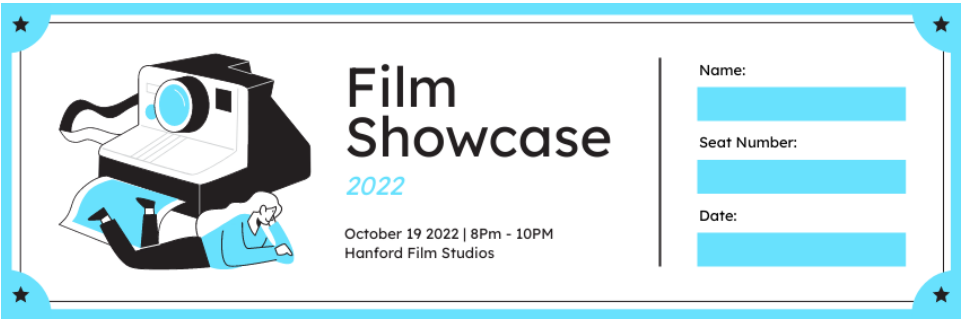 Film
Showcase
2022
October 19 2022 | 8Pm - 10PM
Hanford Film Studios
Name:
Seat Number:
Date: